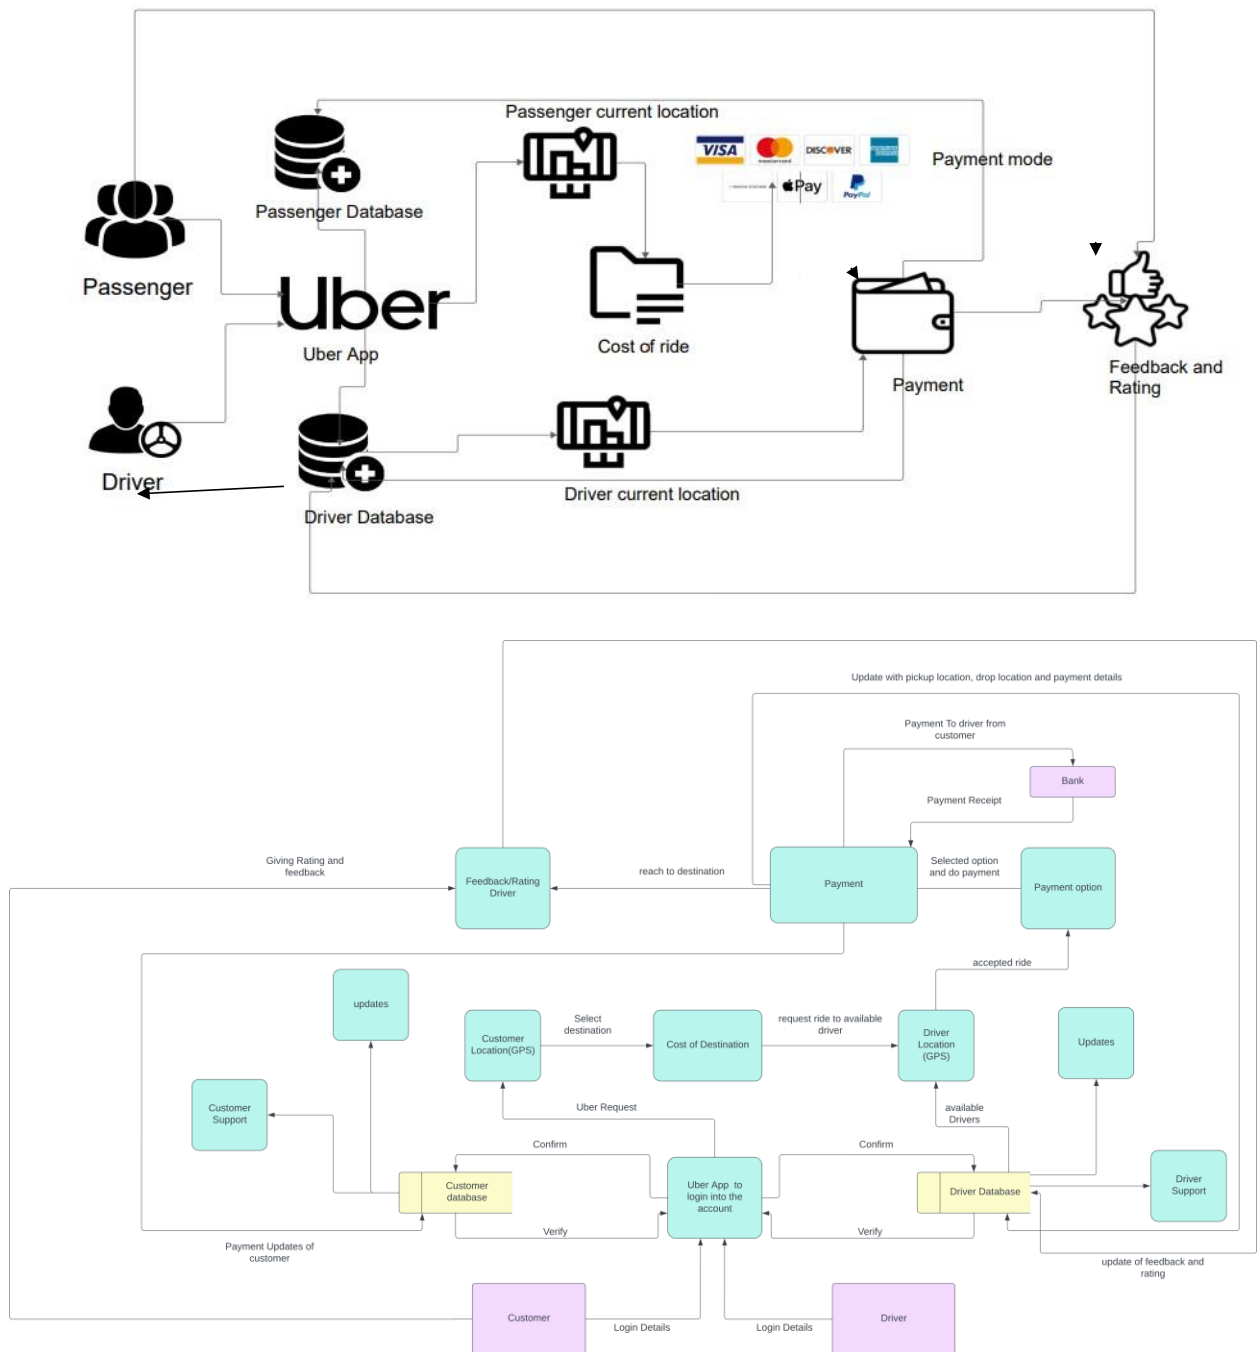 Passenger current location
VISA
mastercard
DISCOVER
Payment mode
Pay
PayPal
Passenger Database
Passenger
Uber
Uber App
Cost of ride
Payment
Feedback and
Rating
Driver
Driver current location
Driver Database
Update with pickup location, drop location and payment details
Payment To driver from
customer
Bank
Payment Receipt
Giving Rating and
feedback
Feedback/Rating
Driver
reach to destination
Payment
Selected option
and do payment
Payment option
accepted ride
updates
Customer
Location(GPS)
Select
destination
Cost of Destination
request ride to available
driver
Driver
Location
(GPS)
Updates
Customer
Support
Uber Request
available
Drivers
Confirm
Confirm
Customer
database
Uber App to
login into the
account
Driver Database
Driver
Support
Verify
Verify
Payment Updates of
customer
update of feedback and
rating
Customer
Login Details
Login Details
Driver